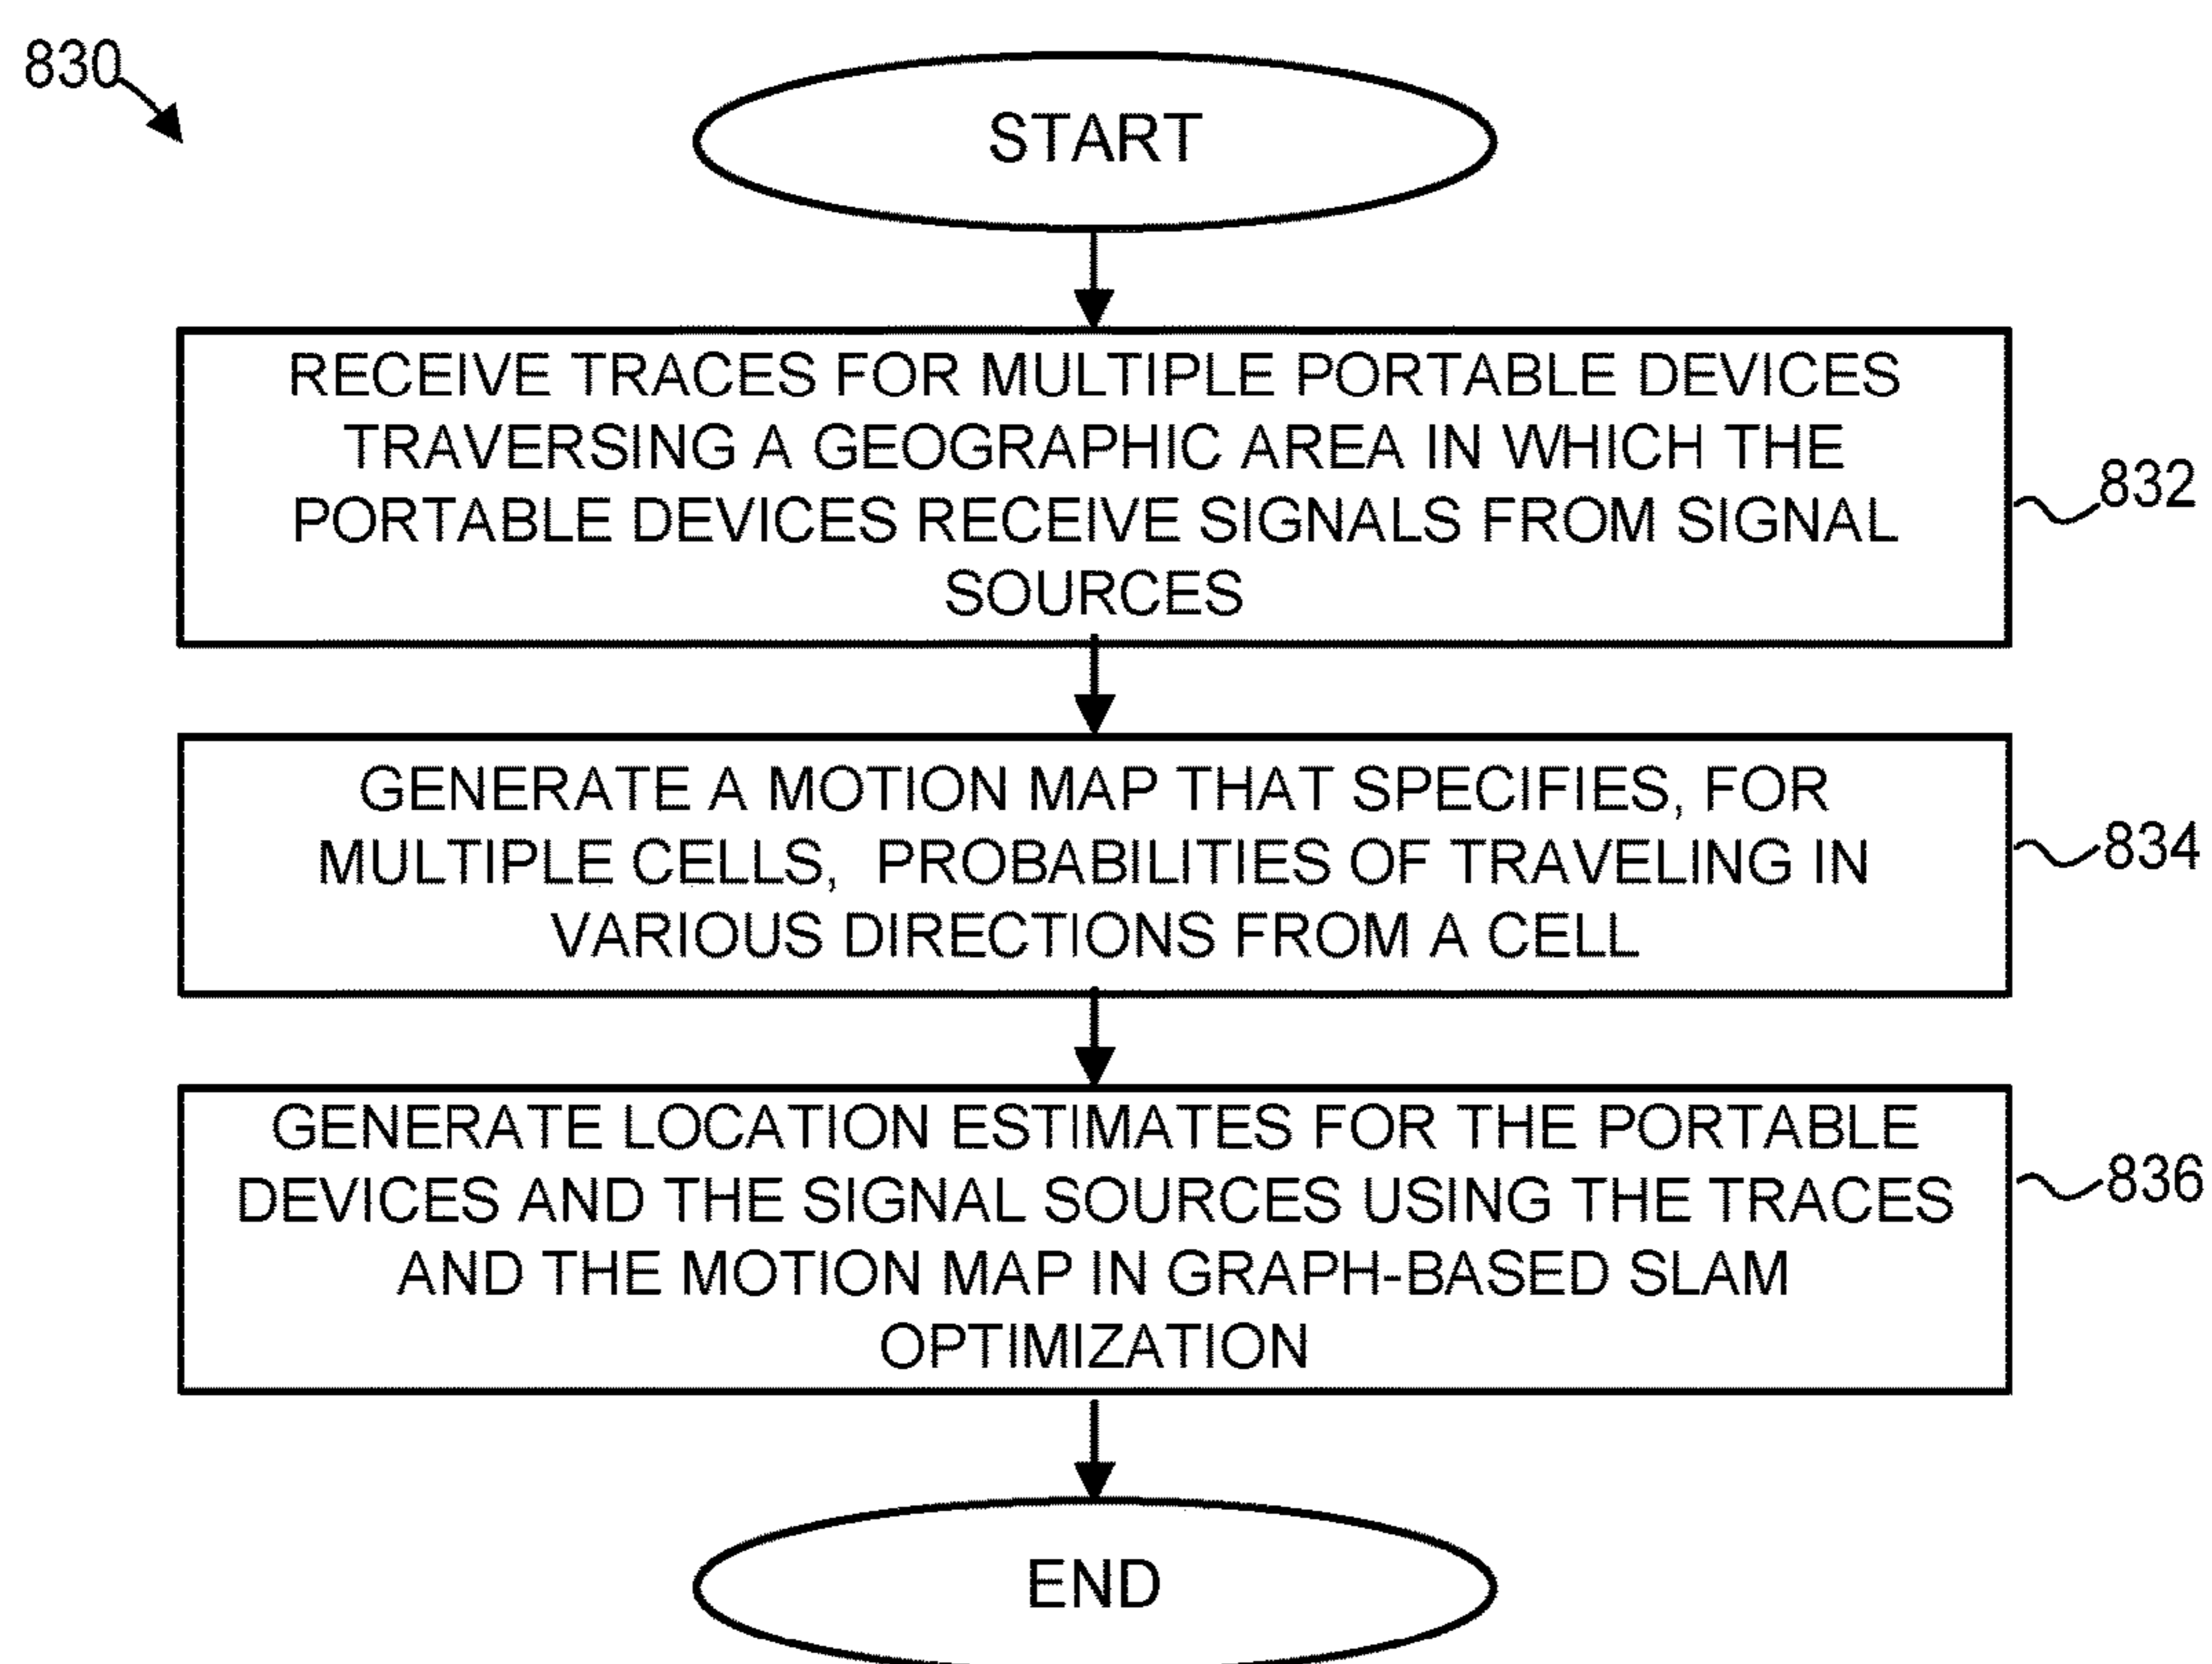 830
START
RECEIVE TRACES FOR MULTIPLE PORTABLE DEVICES
TRAVERSING A GEOGRAPHIC AREA IN WHICH THE
PORTABLE DEVICES RECEIVE SIGNALS FROM SIGNAL
SOURCES
832
GENERATE A MOTION MAP THAT SPECIFIES, FOR
MULTIPLE CELLS, PROBABILITIES OF TRAVELING IN
VARIOUS DIRECTIONS FROM A CELL
834
GENERATE LOCATION ESTIMATES FOR THE PORTABLE
DEVICES AND THE SIGNAL SOURCES USING THE TRACES
AND THE MOTION MAP IN GRAPH-BASED SLAM
OPTIMIZATION
836
END